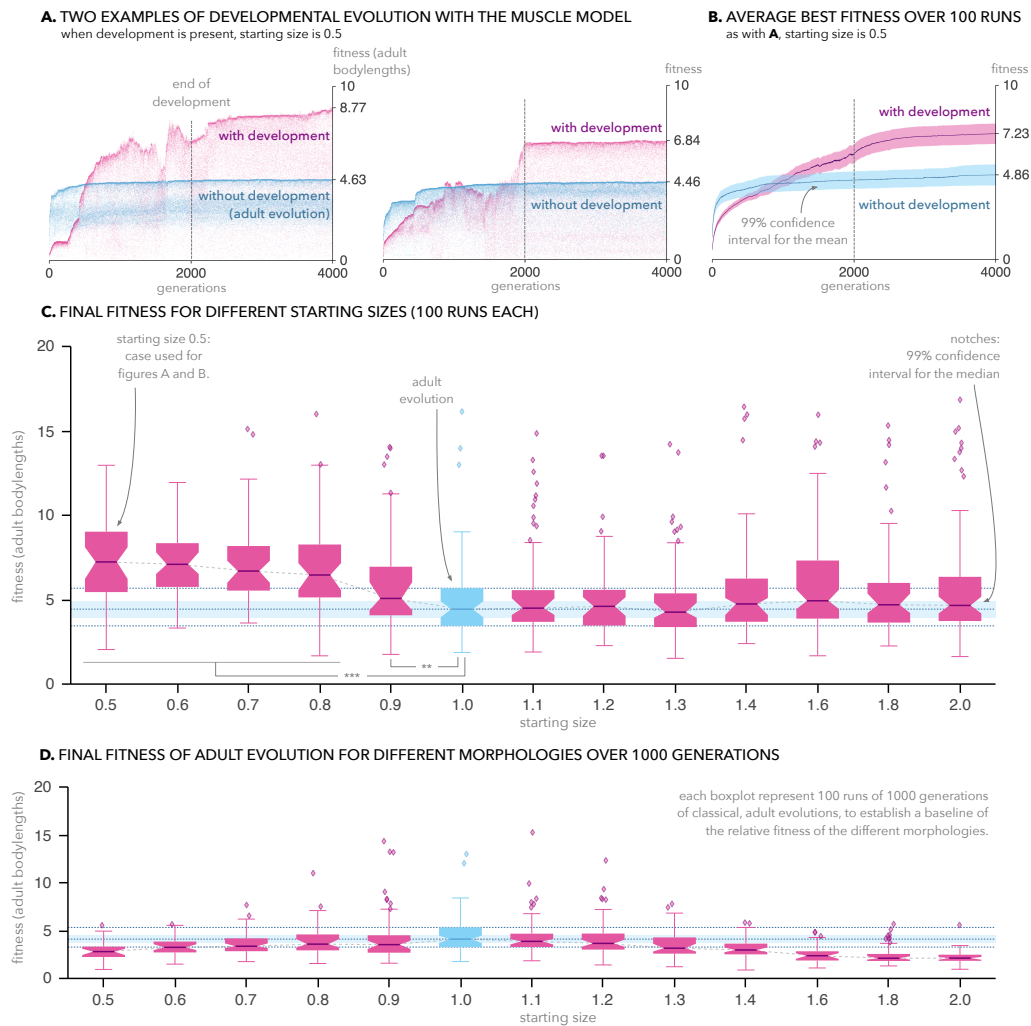 A. TWO EXAMPLES OF DEVELOPMENTAL EVOLUTION WITH THE MUSCLE MODEL
when development is present, starting size is 0.5
fitness (adult
bodylengths)
end of
development
10
8.77
with development
4.63
without development
(adult evolution)
0
0 2000 4000
generations
fitness
10
with development
6.84
4.46
without development
0
0 2000 4000
generations
B. AVERAGE BEST FITNESS OVER 100 RUNS
as with A, starting size is 0.5
fitness
10
with development
7.23
4.86
without development
99% confidence
interval for the mean
0
0 2000 4000
generations
C. FINAL FITNESS FOR DIFFERENT STARTING SIZES (100 RUNS EACH)
starting size 0.5:
case used for
figures A and B.
adult
evolution
notches:
99% confidence
interval for the median
fitness (adult bodylengths)
20
15
10
5
0
**
***
0.5 0.6 0.7 0.8 0.9 1.0 1.1 1.2 1.3 1.4 1.6 1.8 2.0
starting size
D. FINAL FITNESS OF ADULT EVOLUTION FOR DIFFERENT MORPHOLOGIES OVER 1000 GENERATIONS
each boxplot represent 100 runs of 1000 generations
of classical, adult evolutions, to establish a baseline of
the relative fitness of the different morphologies.
fitness (adult bodylengths)
20
15
10
5
0
0.5 0.6 0.7 0.8 0.9 1.0 1.1 1.2 1.3 1.4 1.6 1.8 2.0
starting size